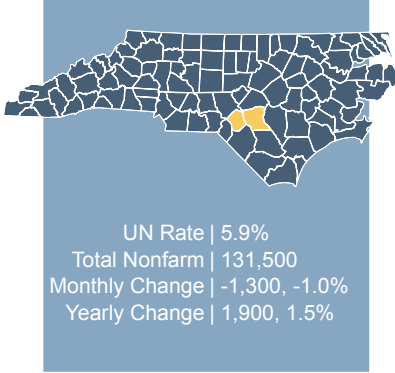 UN Rate | 5.9%
Total Nonfarm | 131,500
Monthly Change | -1,300, -1.0%
Yearly Change | 1,900, 1.5%